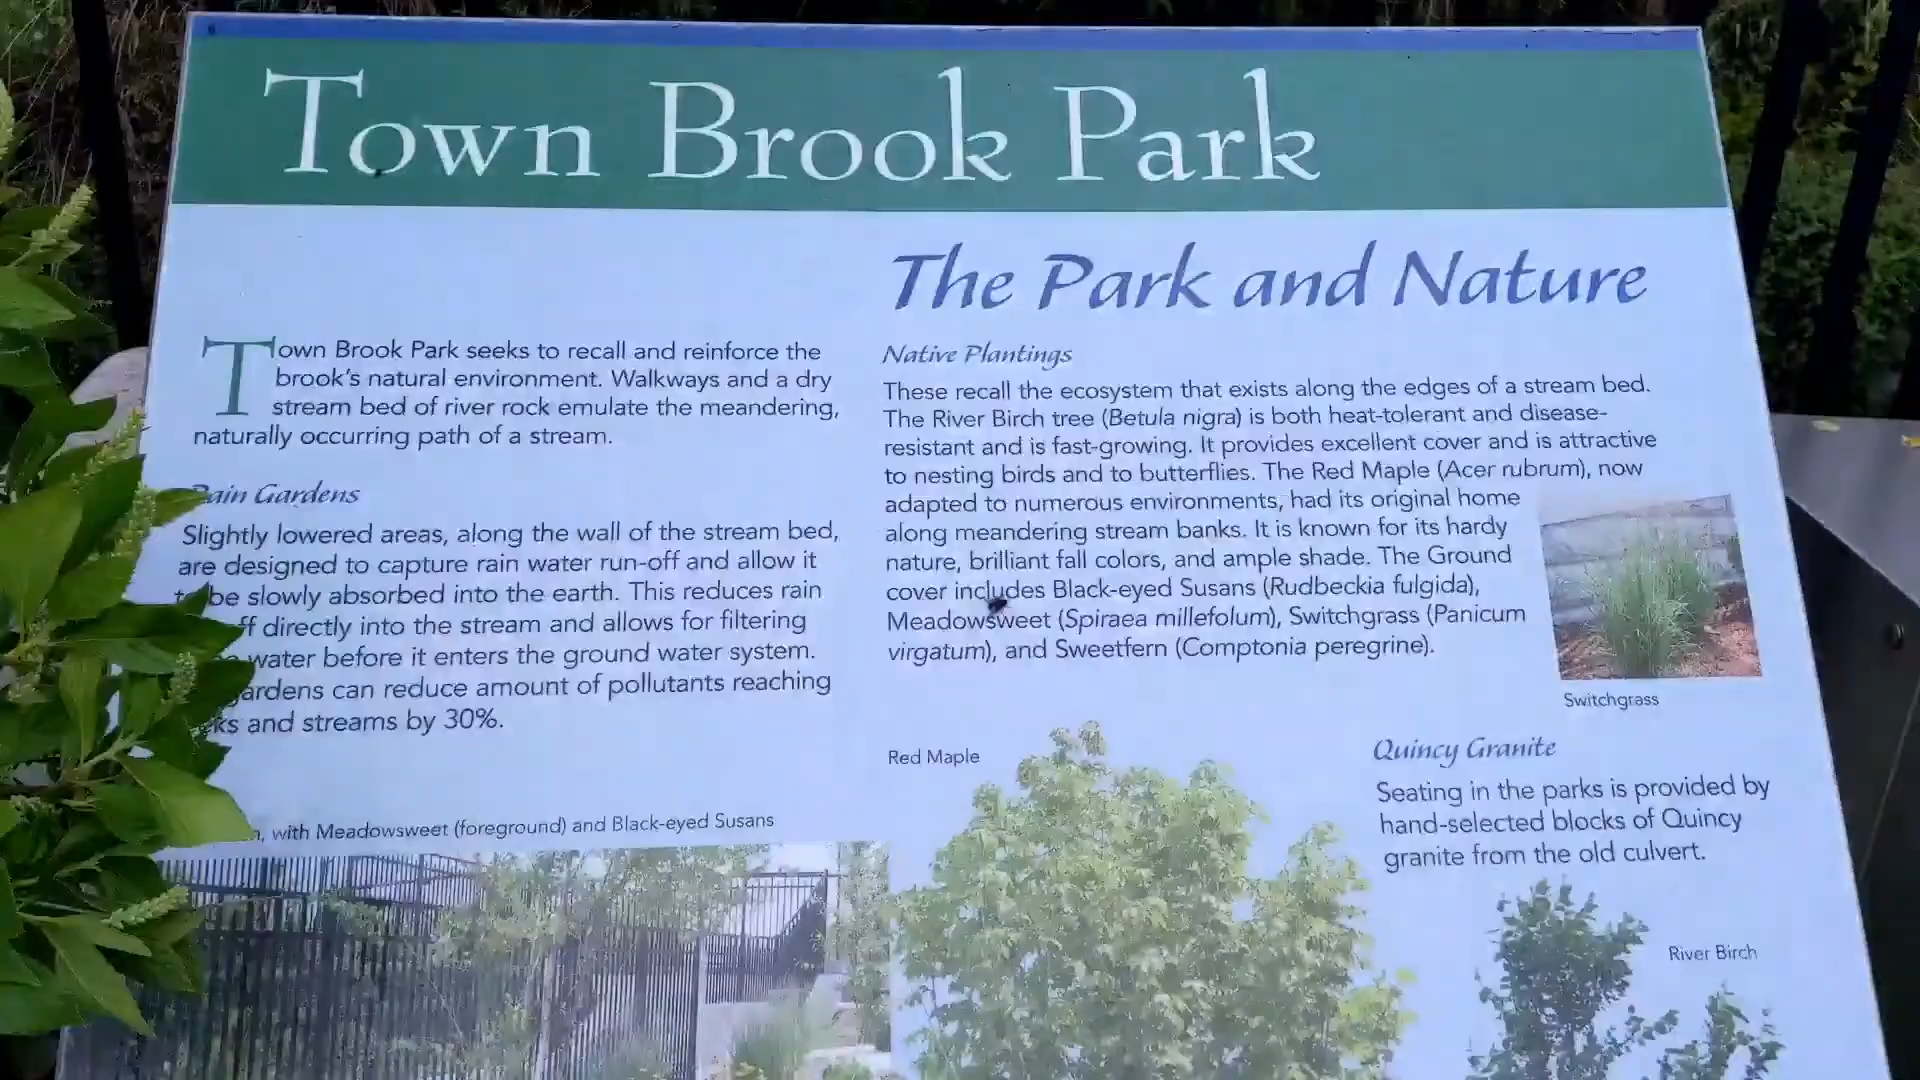 Town Brook Park
The Park and Nature
Town Brook Park seeks to recall and reinforce the
brook's natural environment. Walkways and a dry
stream bed of river rock emulate the meandering,
naturally occurring path of a stream.
Rain Gardens
Slightly lowered areas, along the wall of the stream bed,
are designed to capture rain water run-off and allow it
to be slowly absorbed into the earth. This reduces rain
directly into the stream and allows for filtering
water before it enters the ground water system.
can reduce amount of pollutants reaching
and streams by 30%.
with Meadowsweet (foreground) and Black-eyed Susans
Native Plantings
These recall the ecosystem that exists along the edges of a stream bed.
The River Birch tree (Betula nigra) is both heat-tolerant and disease-
resistant and is fast-growing. It provides excellent cover and is attractive
to nesting birds and to butterflies. The Red Maple (Acer rubrum), now
adapted to numerous environments, had its original home
along meandering stream banks. It is known for its hardy
nature, brilliant fall colors, and ample shade. The Ground
cover includes Black-eyed Susans (Rudbeckia fulgida),
Meadowsweet (Spiraea millefolum), Switchgrass (Panicum
virgatum), and Sweetfern (Comptonia peregrine).
Switchgrass
Red Maple
Quincy Granite
Seating in the parks is provided by
hand-selected blocks of Quincy
granite from the old culvert.
River Birch